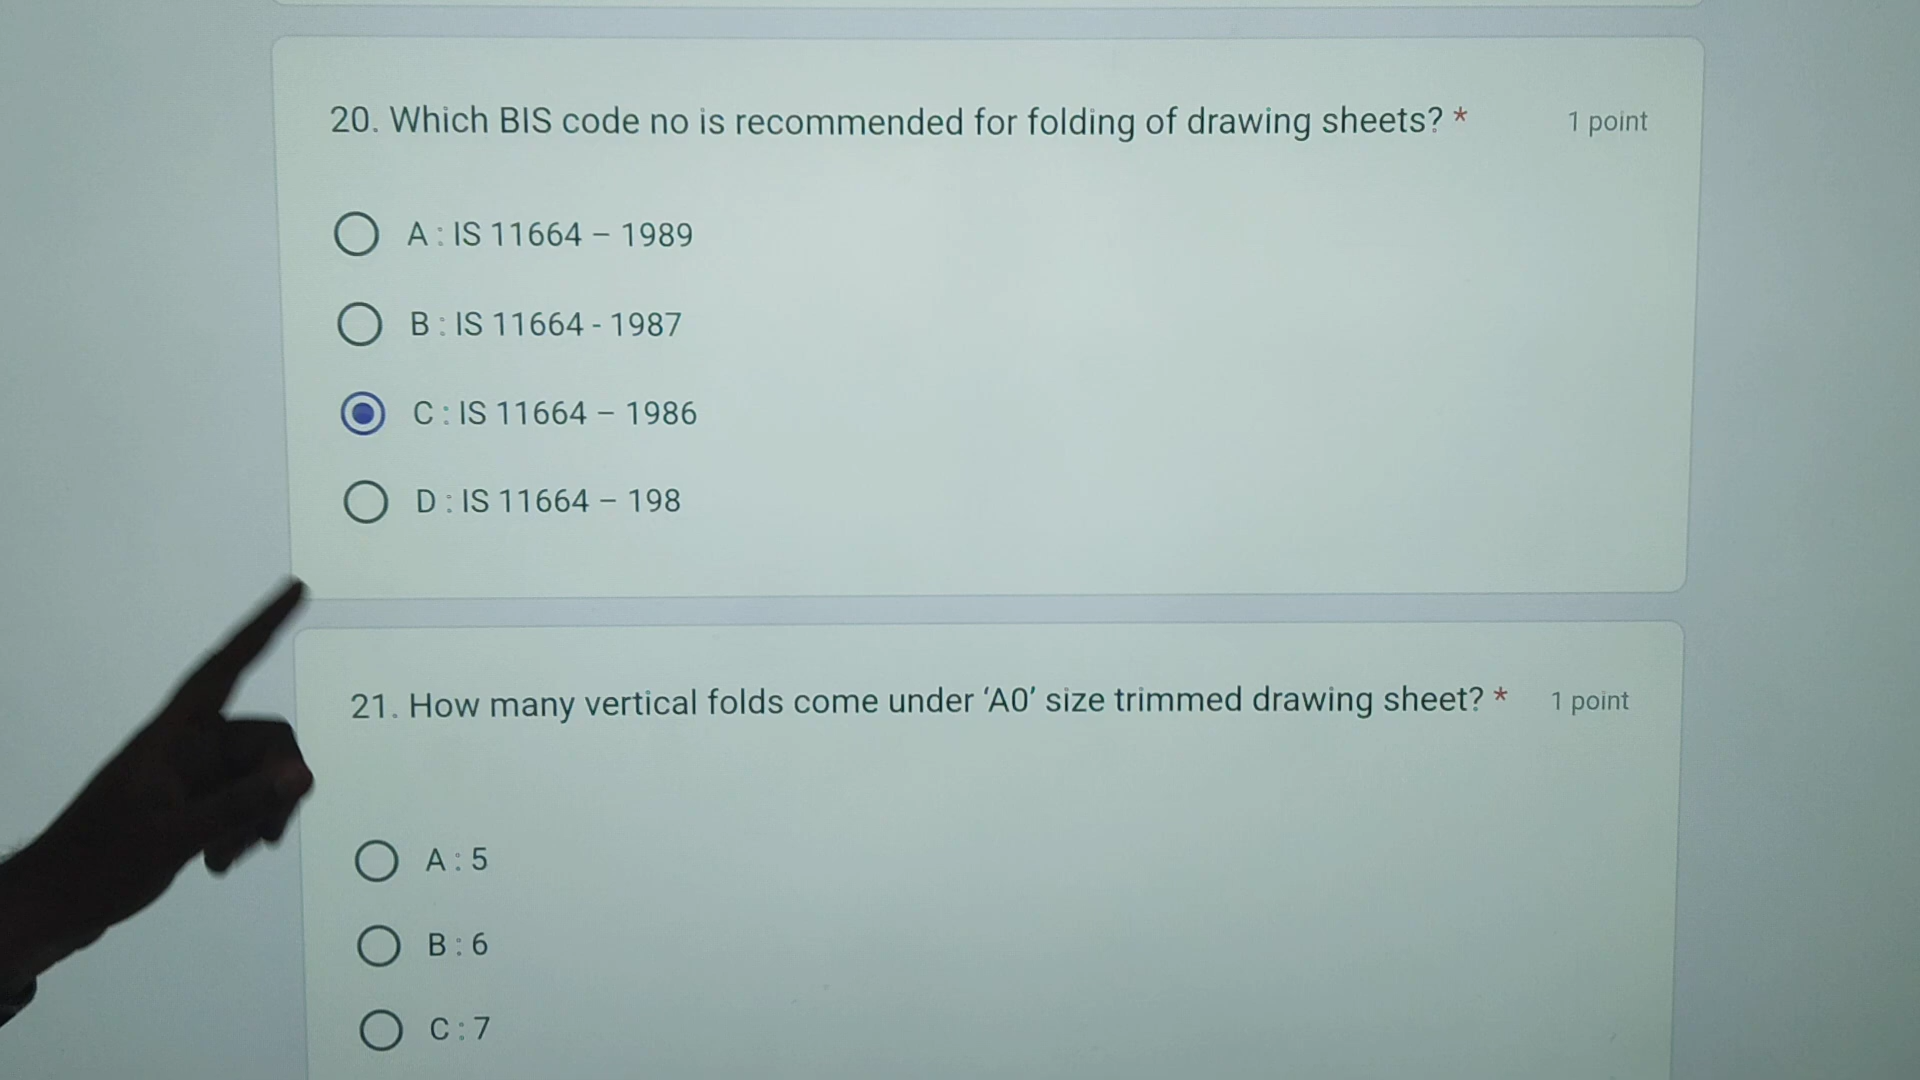 20. Which BIS code no is recommended for folding of drawing sheets? * 1 point
A : IS 11664 – 1989
B : IS 11664 - 1987
C : IS 11664 – 1986
D : IS 11664 – 198
21. How many vertical folds come under ‘A0’ size trimmed drawing sheet? * 1 point
A : 5
B : 6
C : 7